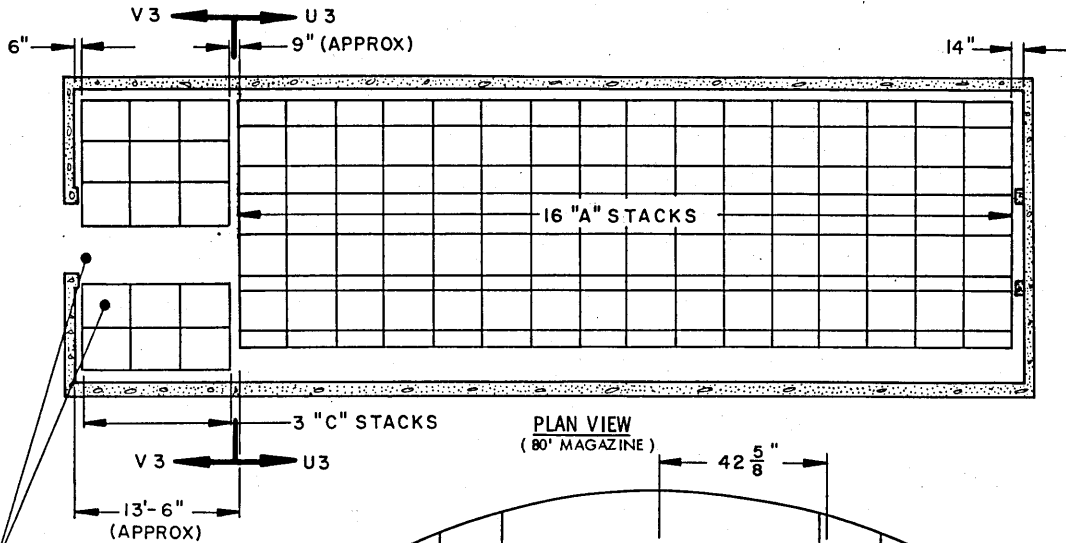 V 3 U 3
6" 9" (APPROX) 14"
16 "A" STACKS
3 "C" STACKS
PLAN VIEW
(80' MAGAZINE)
V 3 U 3
42 5/8"
13'-6"
(APPROX)